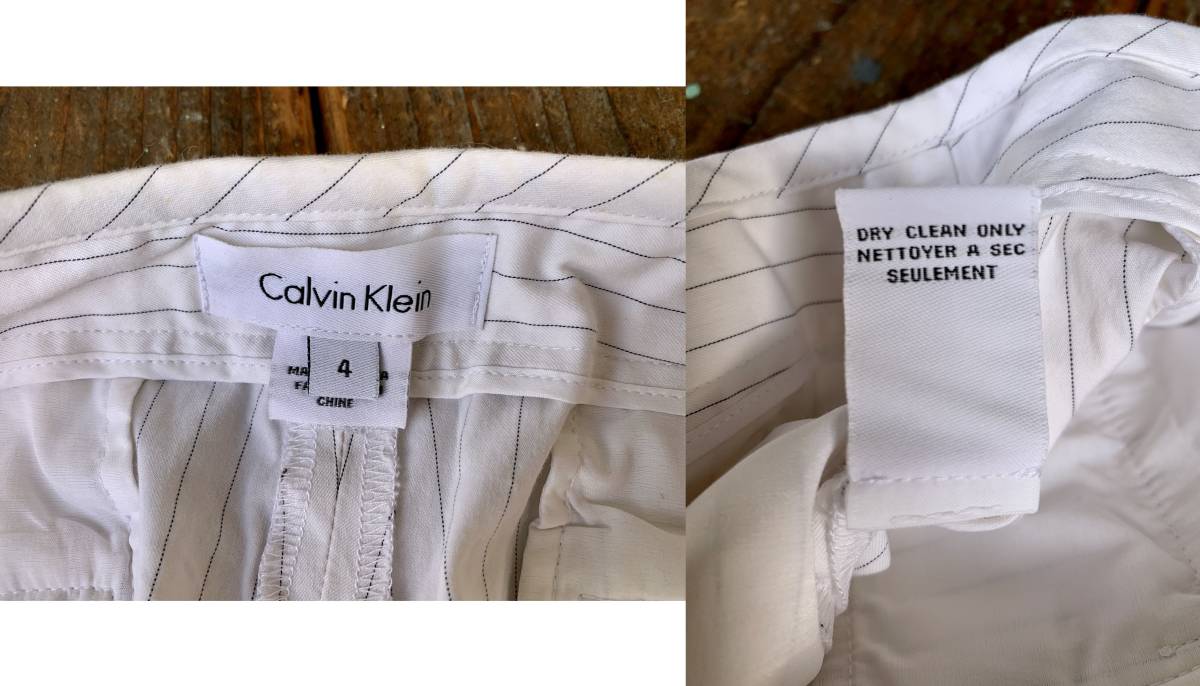 Calvin Klein
4
CHINE
DRY CLEAN ONLY
NETTOYER A SEC
SEULEMENT